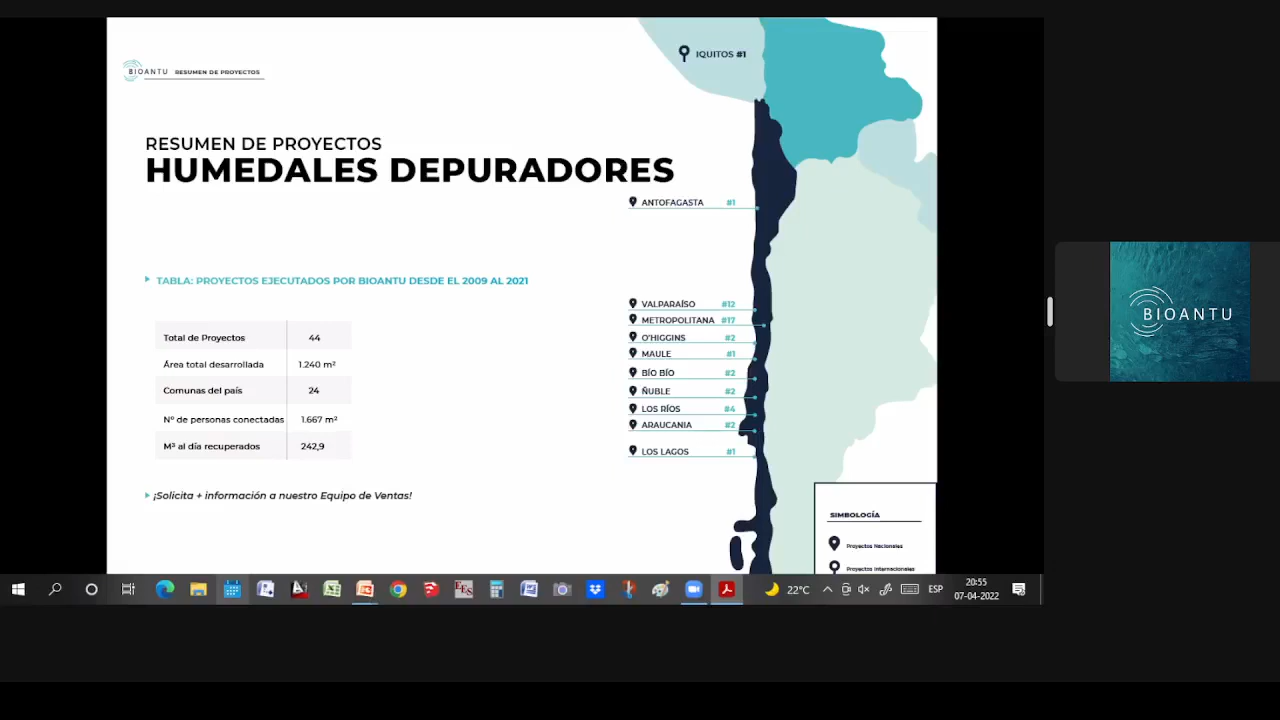 IQUITOS #1
BIOANTU RESUMEN DE PROYECTOS
RESUMEN DE PROYECTOS
HUMEDALES DEPURADORES
ANTOFAGASTA #1
TABLA: PROYECTOS EJECUTADOS POR BIOANTU DESDE EL 2009 AL 2021
Total de Proyectos 44
Área total desarrollada 1.240 m²
Comunas del país 24
Nº de personas conectadas 1.667 m²
M³ al día recuperados 242,9
¡Solicita + información a nuestro Equipo de Ventas!
VALPARAÍSO #12
METROPOLITANA #17
O'HIGGINS #2
MAULE #1
BÍO BÍO #2
ÑUBLE #2
LOS RÍOS #4
ARAUCANIA #2
LOS LAGOS #1
SIMBOLOGÍA
Proyectos Nacionales
Proyectos Internacionales
BIOANTU
22°C
ESP
20:55
07-04-2022